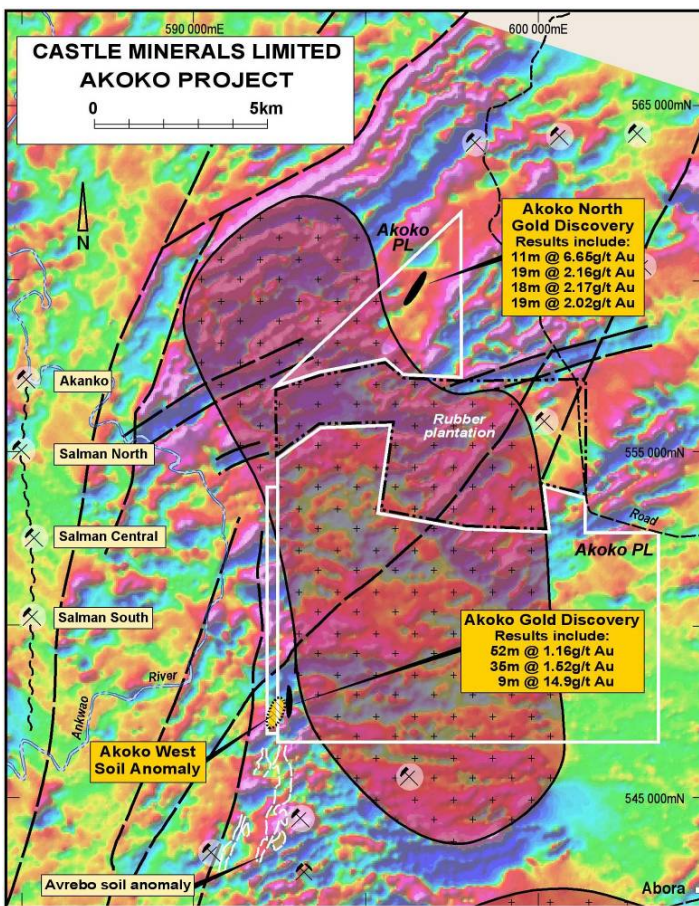 590 000mE
600 000mE
CASTLE MINERALS LIMITED
AKOKO PROJECT
0
5km
565 000mN
N
Akoko
PL
Akoko North
Gold Discovery
Results include:
11m @ 6.65g/t Au
19m @ 2.16g/t Au
18m @ 2.17g/t Au
19m @ 2.02g/t Au
Akanko
Rubber
plantation
Salman North
555 000mN
Salman Central
Road
Akoko PL
Salman South
Akoko Gold Discovery
Results include:
52m @ 1.16g/t Au
35m @ 1.52g/t Au
9m @ 14.9g/t Au
Ankwao
River
Akoko West
Soil Anomaly
545 000mN
Avrebo soil anomaly
Abora